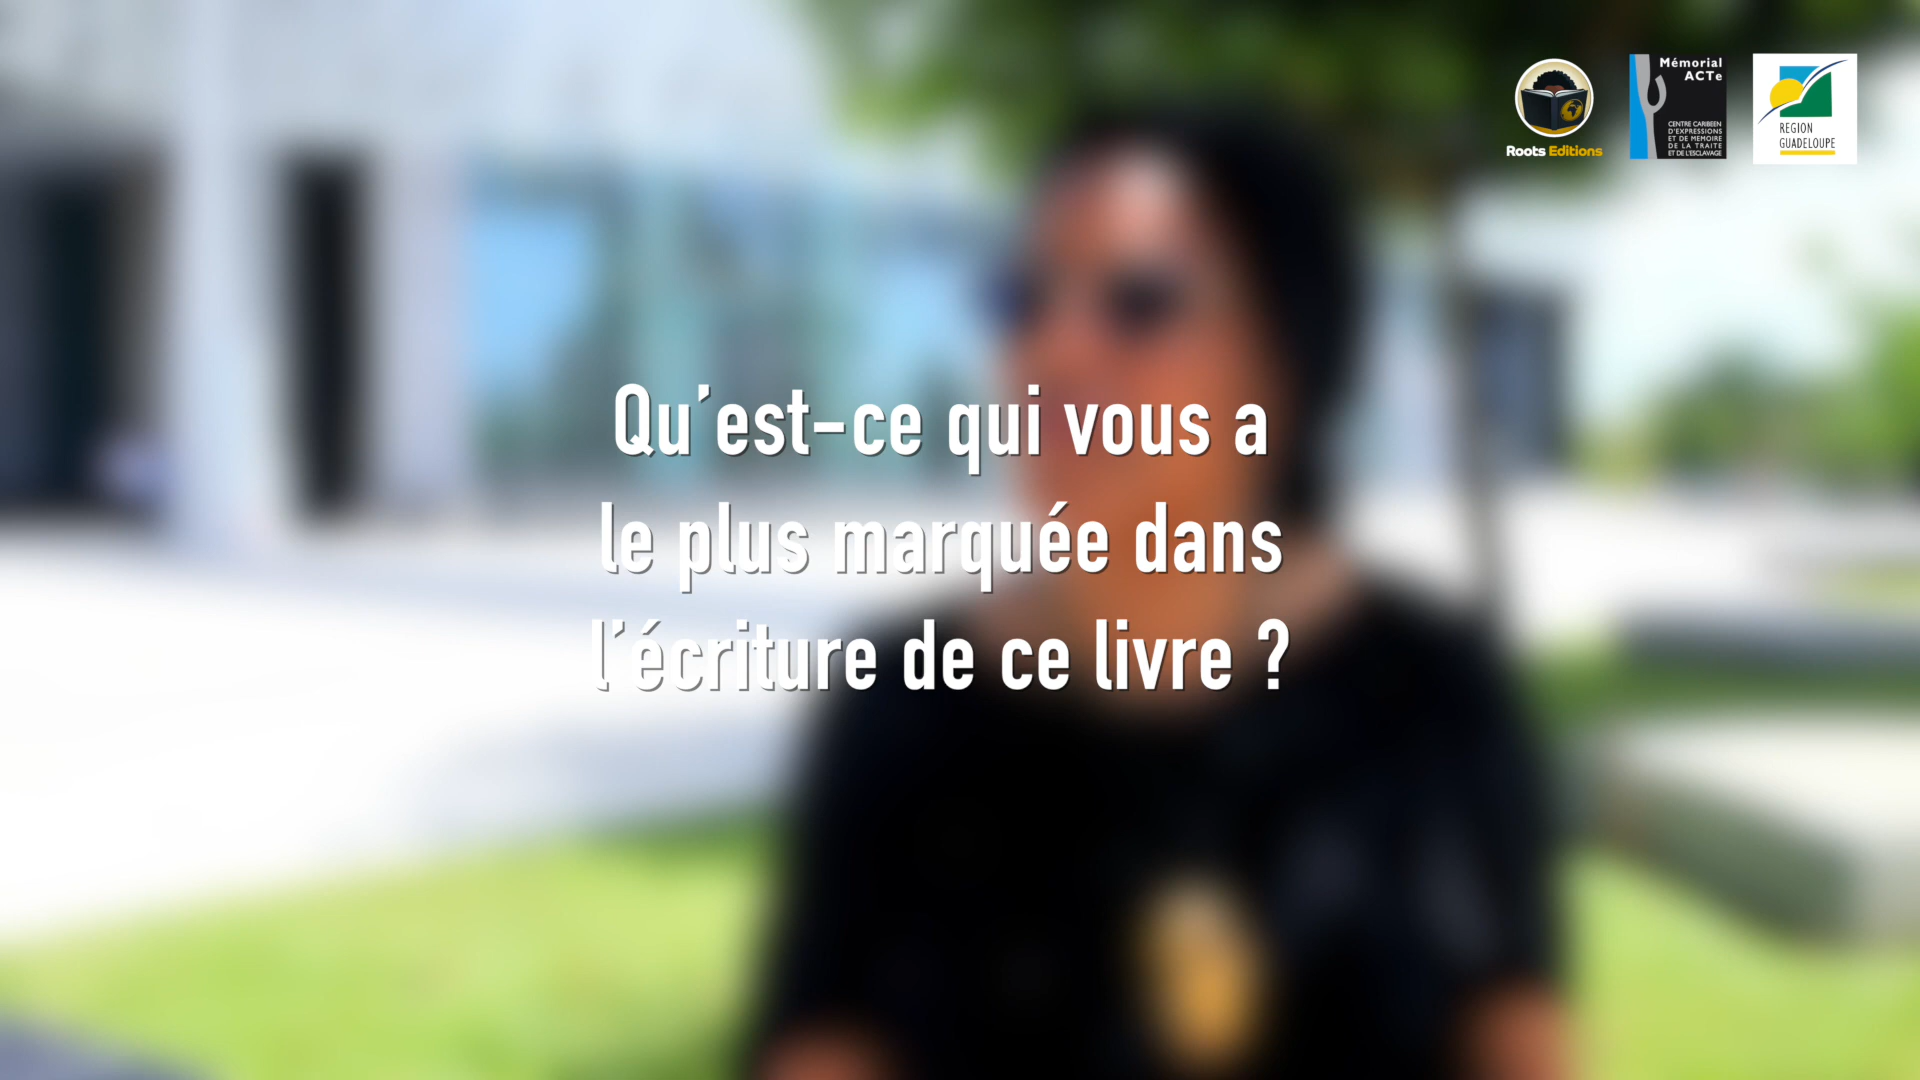 Mémorial
ACTe
CENTRE CARIBEEN
D'EXPRESSIONS
ET DE MEMOIRE
DE LA TRAITE
ET DE L'ESCLAVAGE
Roots Editions
REGION
GUADELOUPE
Qu'est-ce qui vous a
le plus marquée dans
l'écriture de ce livre ?